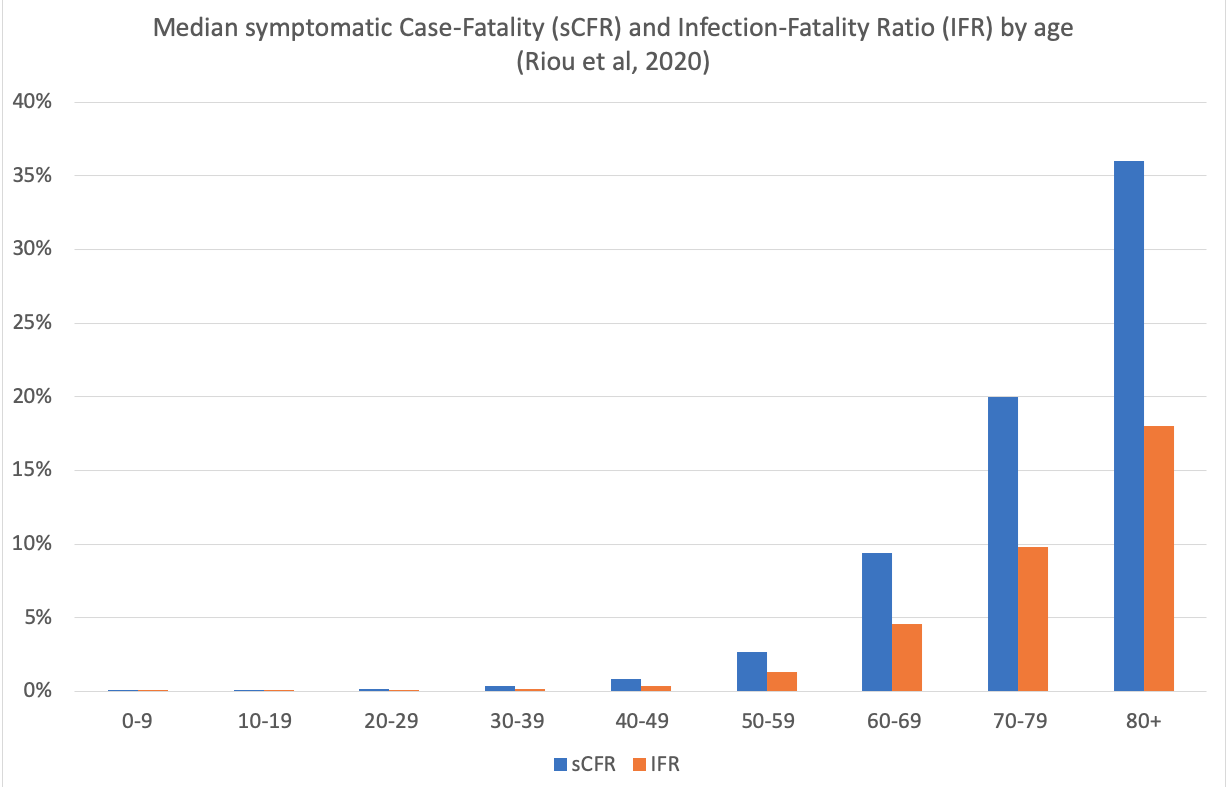 Median symptomatic Case-Fatality (sCFR) and Infection-Fatality Ratio (IFR) by age
(Riou et al, 2020)
40%
35%
30%
25%
20%
15%
10%
5%
0%
0-9 10-19 20-29 30-39 40-49 50-59 60-69 70-79 80+
sCFR IFR